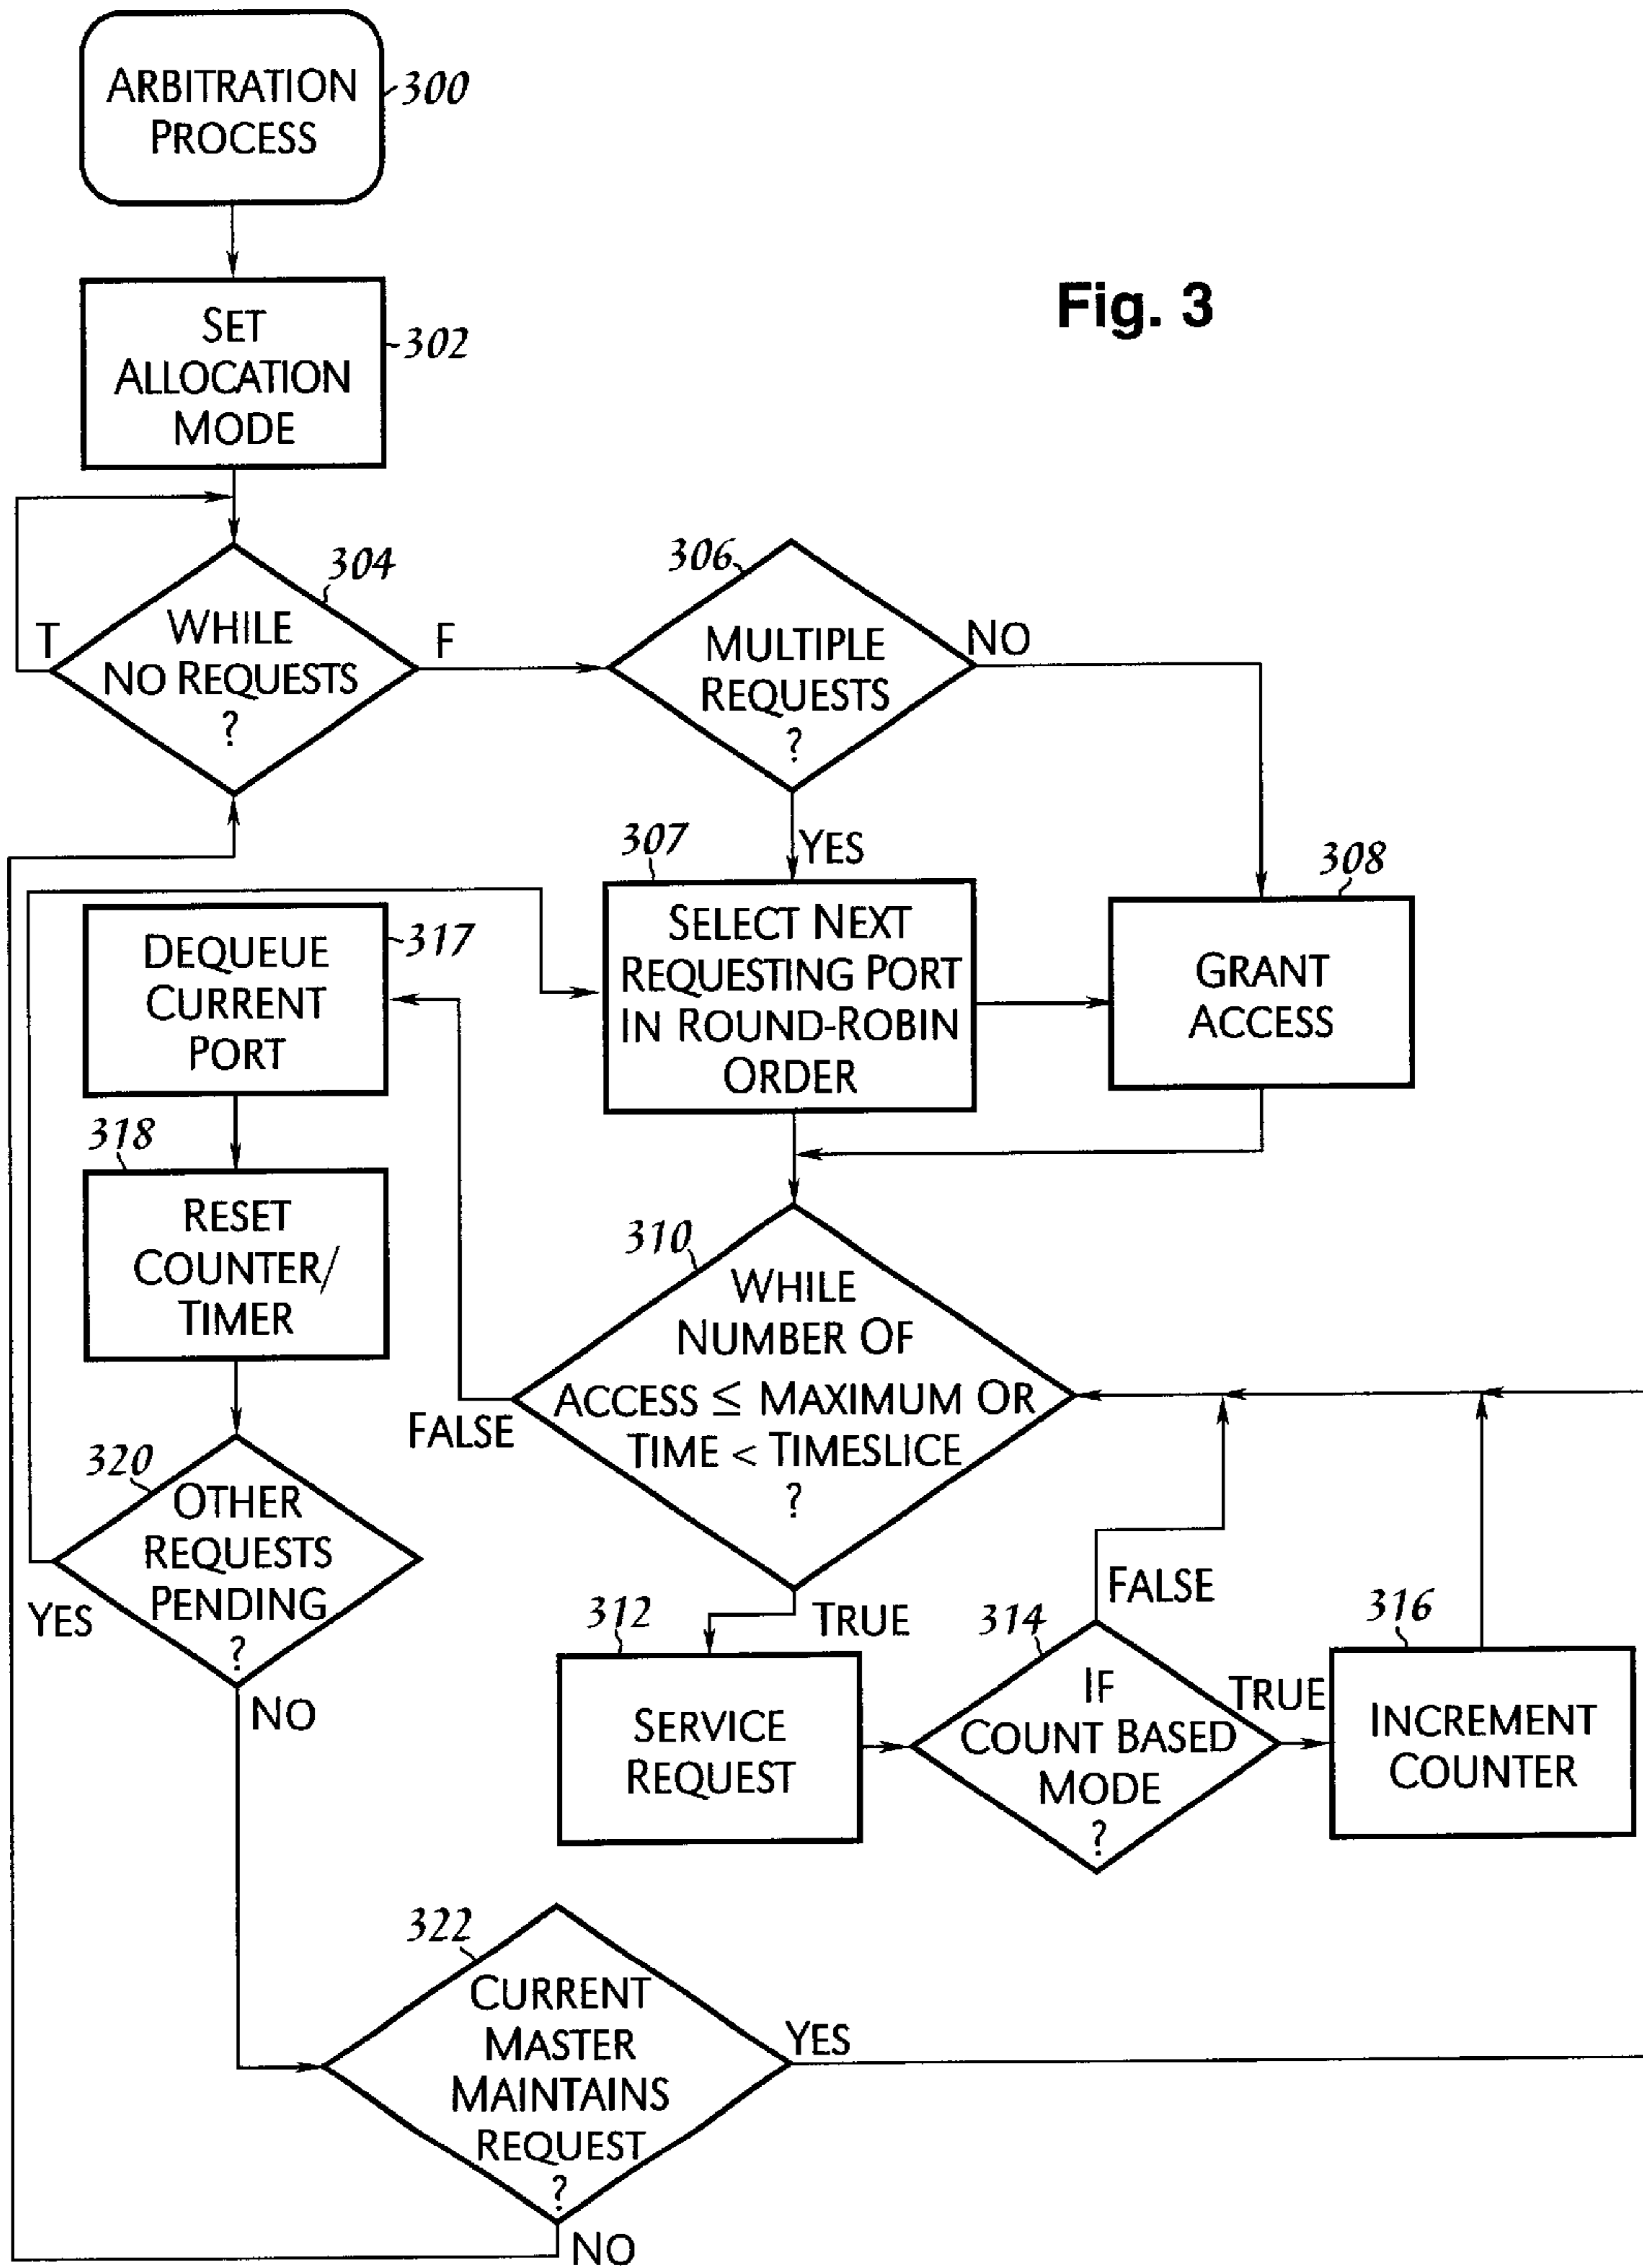 ARBITRATION
PROCESS
300
SET
ALLOCATION
MODE
302
Fig. 3
304
WHILE
NO REQUESTS
?
T
F
306
MULTIPLE
REQUESTS
?
NO
YES
307
SELECT NEXT
REQUESTING PORT
IN ROUND-ROBIN
ORDER
308
GRANT
ACCESS
DEQUEUE
CURRENT
PORT
317
318
RESET
COUNTER/
TIMER
310
WHILE
NUMBER OF
ACCESS ≤ MAXIMUM OR
TIME < TIMESLICE
?
FALSE
TRUE
320
OTHER
REQUESTS
PENDING
?
YES
NO
312
SERVICE
REQUEST
314
IF
COUNT BASED
MODE
?
FALSE
TRUE
316
INCREMENT
COUNTER
322
CURRENT
MASTER
MAINTAINS
REQUEST
?
YES
NO